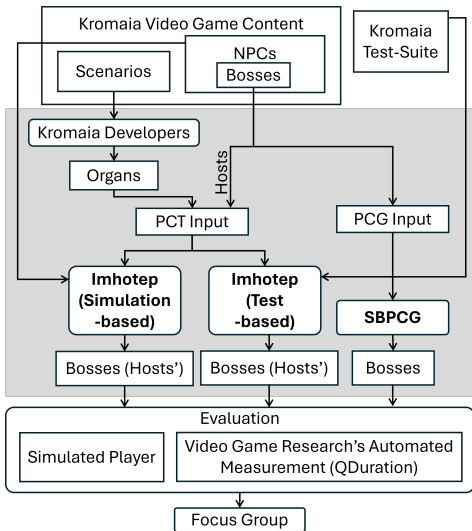 Kromaia Video Game Content
Kromaia
Test-Suite
NPCs
Scenarios
Bosses
Kromaia Developers
Organs
Hosts
PCT Input
PCG Input
Imhotep
(Simulation
-based)
Imhotep
(Test
-based)
SBPCG
Bosses (Hosts’)
Bosses (Hosts’)
Bosses
Evaluation
Simulated Player
Video Game Research’s Automated
Measurement (QDuration)
Focus Group